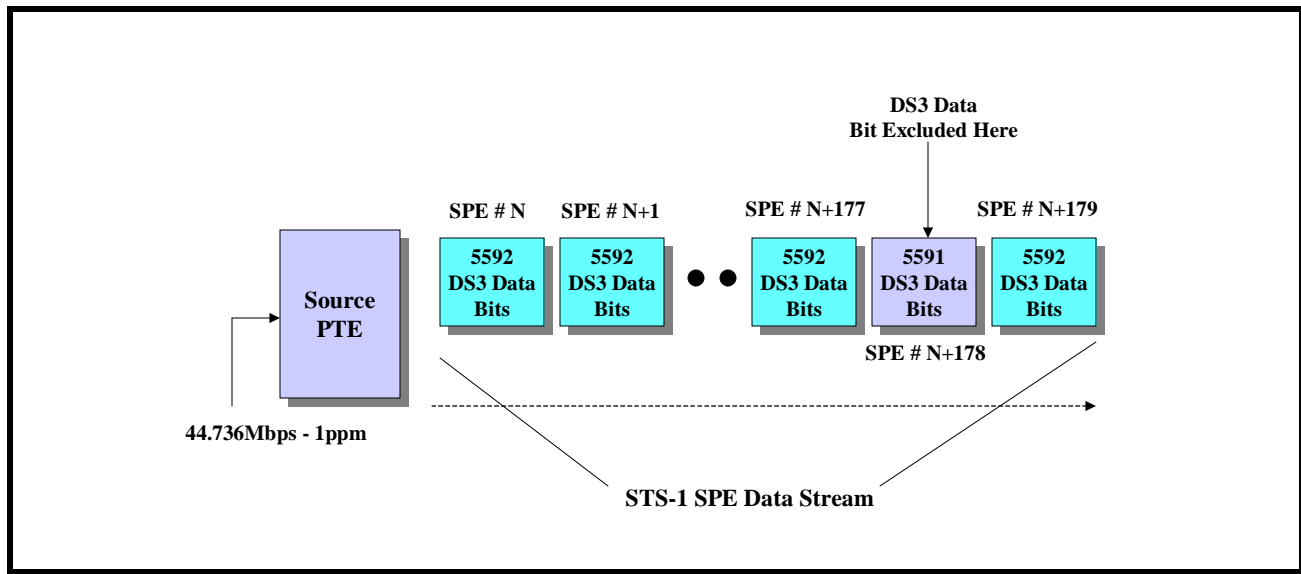 DS3 Data
Bit Excluded Here
SPE # N
SPE # N+1
SPE # N+177
SPE # N+179
5592
DS3 Data
Bits
5592
DS3 Data
Bits
5592
DS3 Data
Bits
5591
DS3 Data
Bits
5592
DS3 Data
Bits
Source
PTE
SPE # N+178
44.736Mbps - 1ppm
STS-1 SPE Data Stream